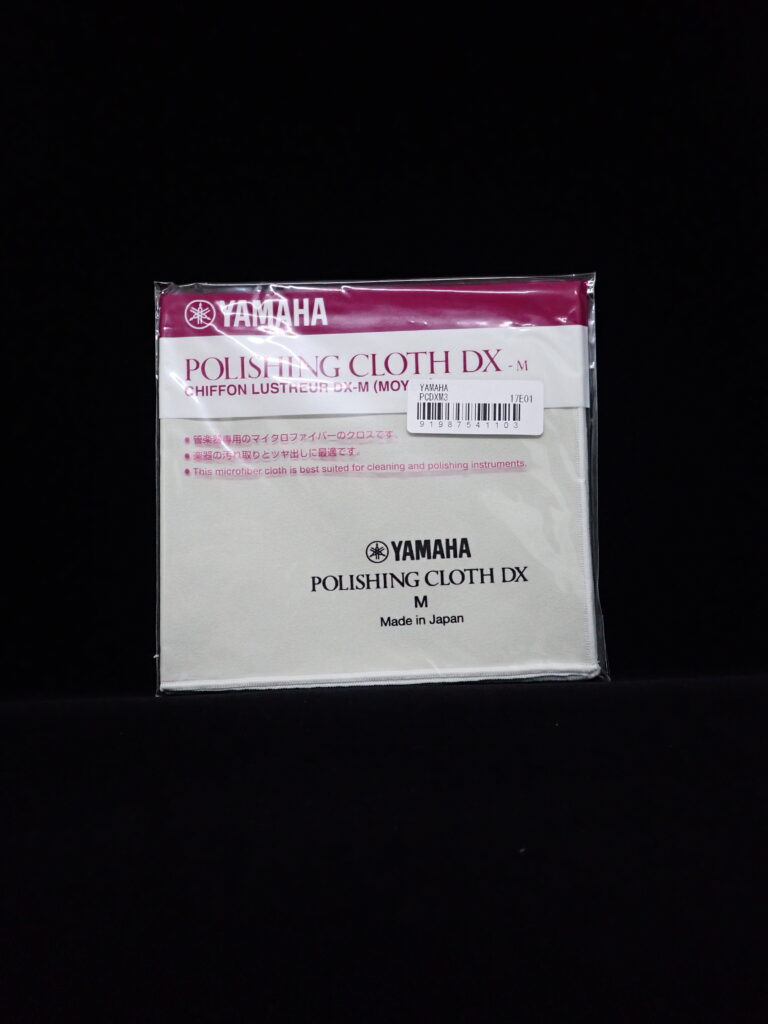 YAMAHA
POLISHING CLOTH DX - M
CHIFFON LUSTREUR DX-M (MOY
YAMAHA
PCDXM3 17E01
91987541103
● 管楽器専用のマイクロファイバーのクロスです。
● 楽器の汚れ取りとツヤ出しに最適です。
● This microfiber cloth is best suited for cleaning and polishing instruments.
YAMAHA
POLISHING CLOTH DX
M
Made in Japan